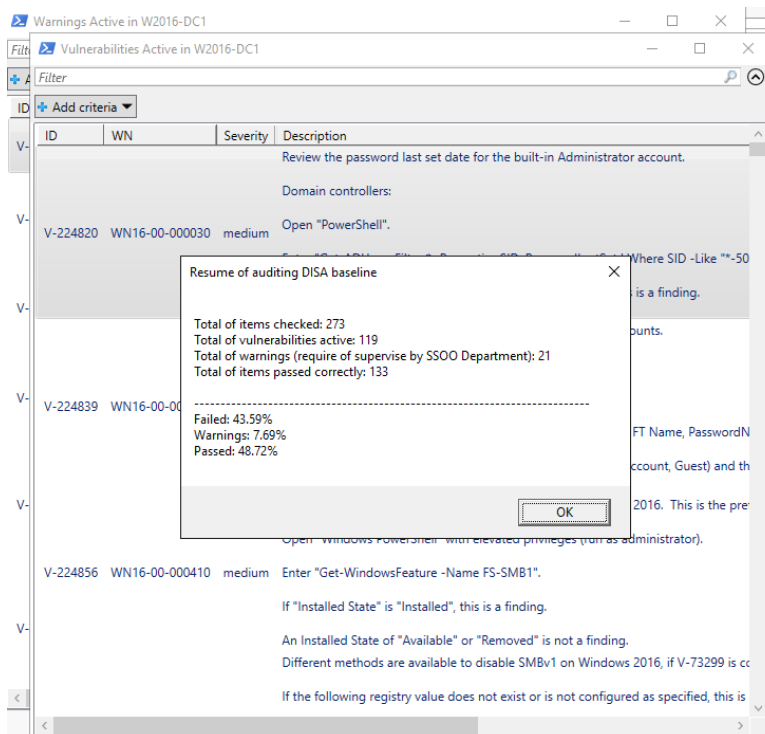 Warnings Active in W2016-DC1
Vulnerabilities Active in W2016-DC1
Filter
Add criteria
ID
ID WN Severity Description
Review the password last set date for the built-in Administrator account.
Domain controllers:
V-224820 WN16-00-000030 medium Open "PowerShell".
Where SID -Like "*-50
is a finding.
V-
V-
V-
V-
V-
V-
Resume of auditing DISA baseline
Total of items checked: 273
Total of vulnerabilities active: 119
Total of warnings (require of supervise by SSOO Department): 21
Total of items passed correctly: 133
--------------------------------------------------------------------------------
Failed: 43.59%
Warnings: 7.69%
Passed: 48.72%
OK
ounts.
V-224839 WN16-00-00
FT Name, PasswordN
ccount, Guest) and th
2016. This is the pre
Open "Windows PowerShell" with elevated privileges (run as administrator).
V-224856 WN16-00-000410 medium Enter "Get-WindowsFeature -Name FS-SMB1".
If "Installed State" is "Installed", this is a finding.
An Installed State of "Available" or "Removed" is not a finding.
Different methods are available to disable SMBv1 on Windows 2016, if V-73299 is co
If the following registry value does not exist or is not configured as specified, this is